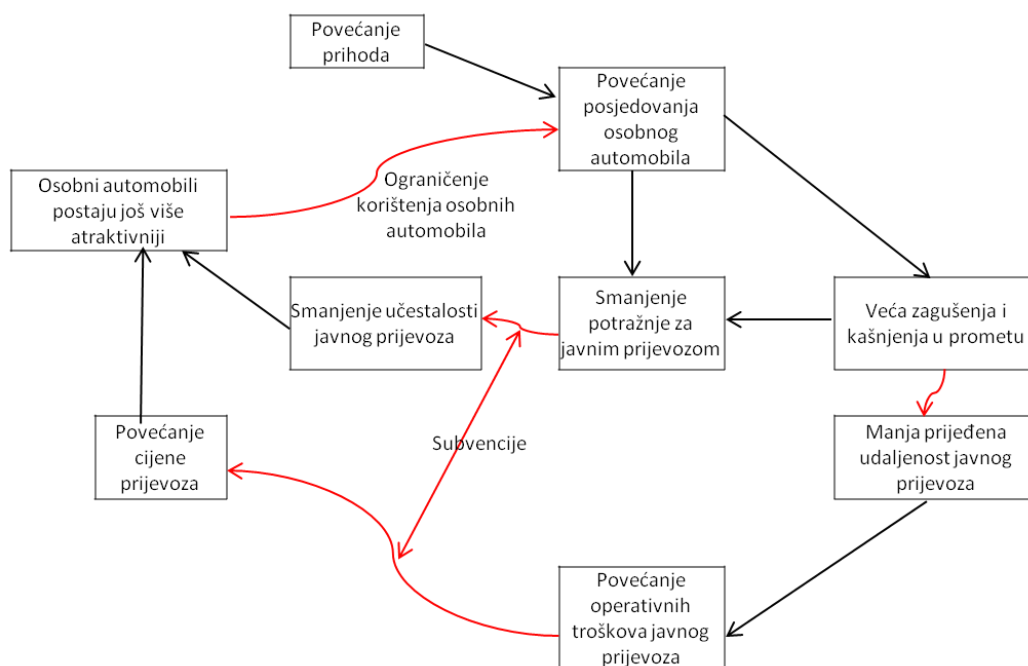 Povećanje
prihoda
Povećanje
posjedovanja
osobnog
automobila
Osobni automobili
postaju još više
atraktivniji
Ograničenje
korištenja osobnih
automobila
Smanjenje učestalosti
javnog prijevoza
Smanjenje
potražnje za
javnim prijevozom
Veća zagušenja i
kašnjenja u prometu
Povećanje
cijene
prijevoza
Subvencije
Manja prijeđena
udaljenost javnog
prijevoza
Povećanje
operativnih
troškova javnog
prijevoza